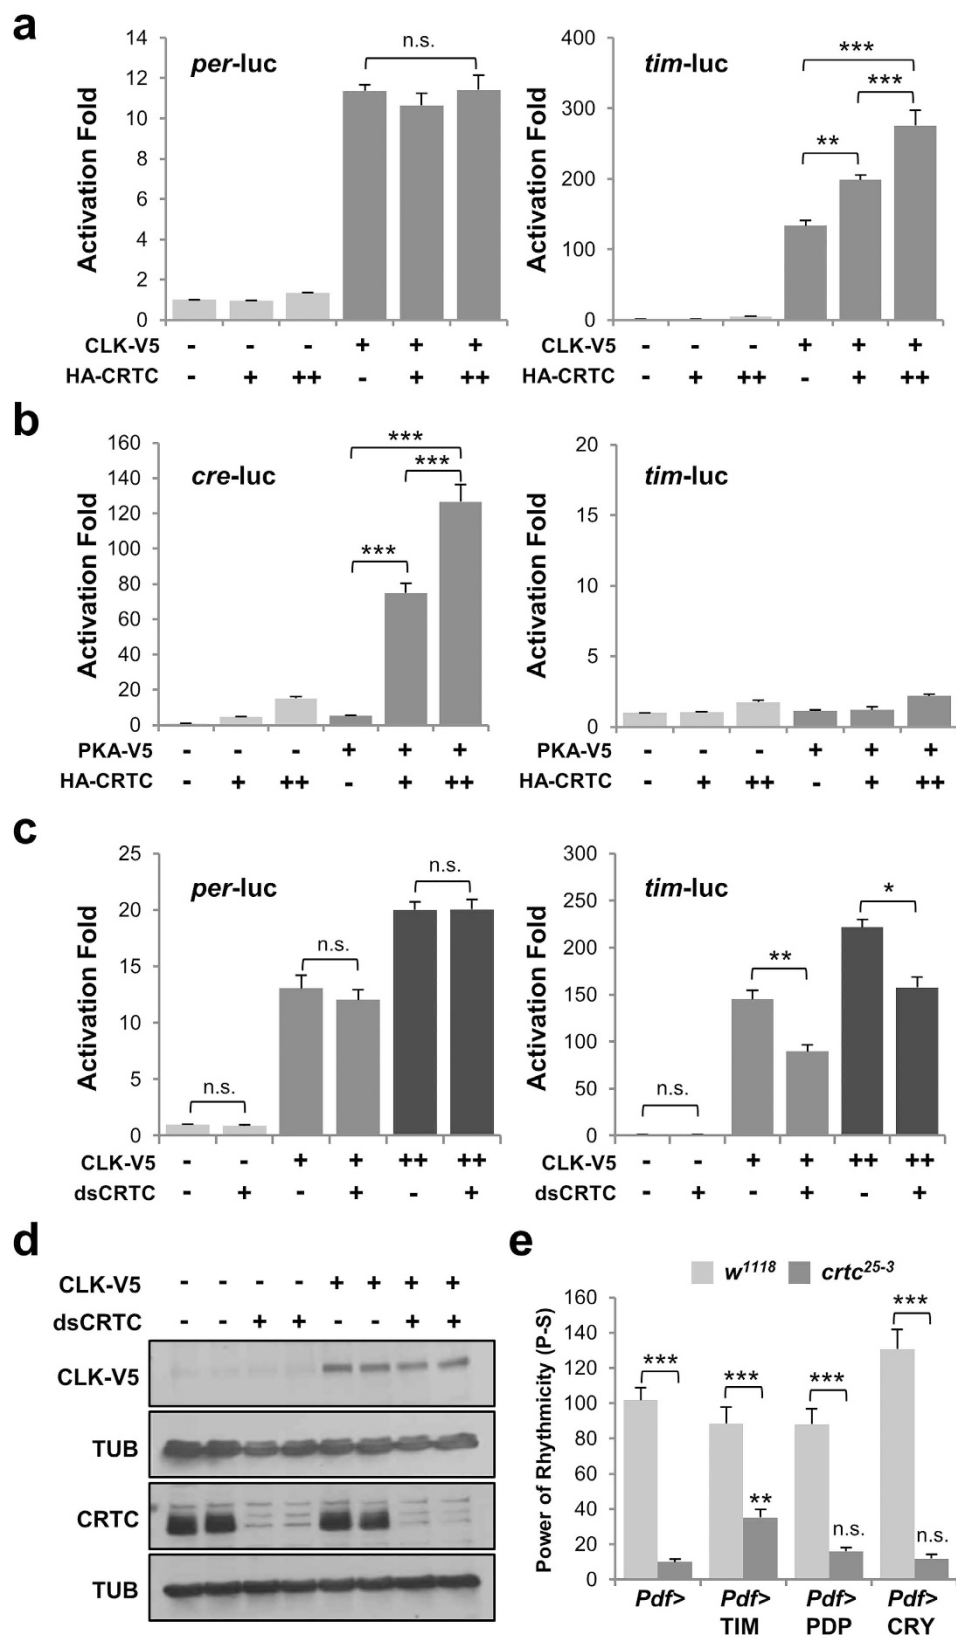 a
14
12
10
8
6
4
2
0
Activation Fold
per-luc
n.s.
CLK-V5 - - - + + +
HA-CRTC - + ++ - + ++
400
300
200
100
0
Activation Fold
tim-luc
***
***
**
CLK-V5 - - - + + +
HA-CRTC - + ++ - + ++
b
160
140
120
100
80
60
40
20
0
Activation Fold
cre-luc
***
***
***
PKA-V5 - - - + + +
HA-CRTC - + ++ - + ++
20
15
10
5
0
Activation Fold
tim-luc
PKA-V5 - - - + + +
HA-CRTC - + ++ - + ++
c
25
20
15
10
5
0
Activation Fold
per-luc
n.s.
n.s.
n.s.
CLK-V5 - - + + ++ ++
dsCRTC - + - + - +
300
250
200
150
100
50
0
Activation Fold
tim-luc
n.s.
**
*
CLK-V5 - - + + ++ ++
dsCRTC - + - + - +
d
CLK-V5 - - - - + + + +
dsCRTC - - + + - - + +
CLK-V5
TUB
CRTC
TUB
e
w1118 crtc25-3
160
140
120
100
80
60
40
20
0
Power of Rhythmicity (P-S)
***
***
**
***
n.s.
***
n.s.
Pdf> Pdf> Pdf> Pdf>
TIM PDP CRY